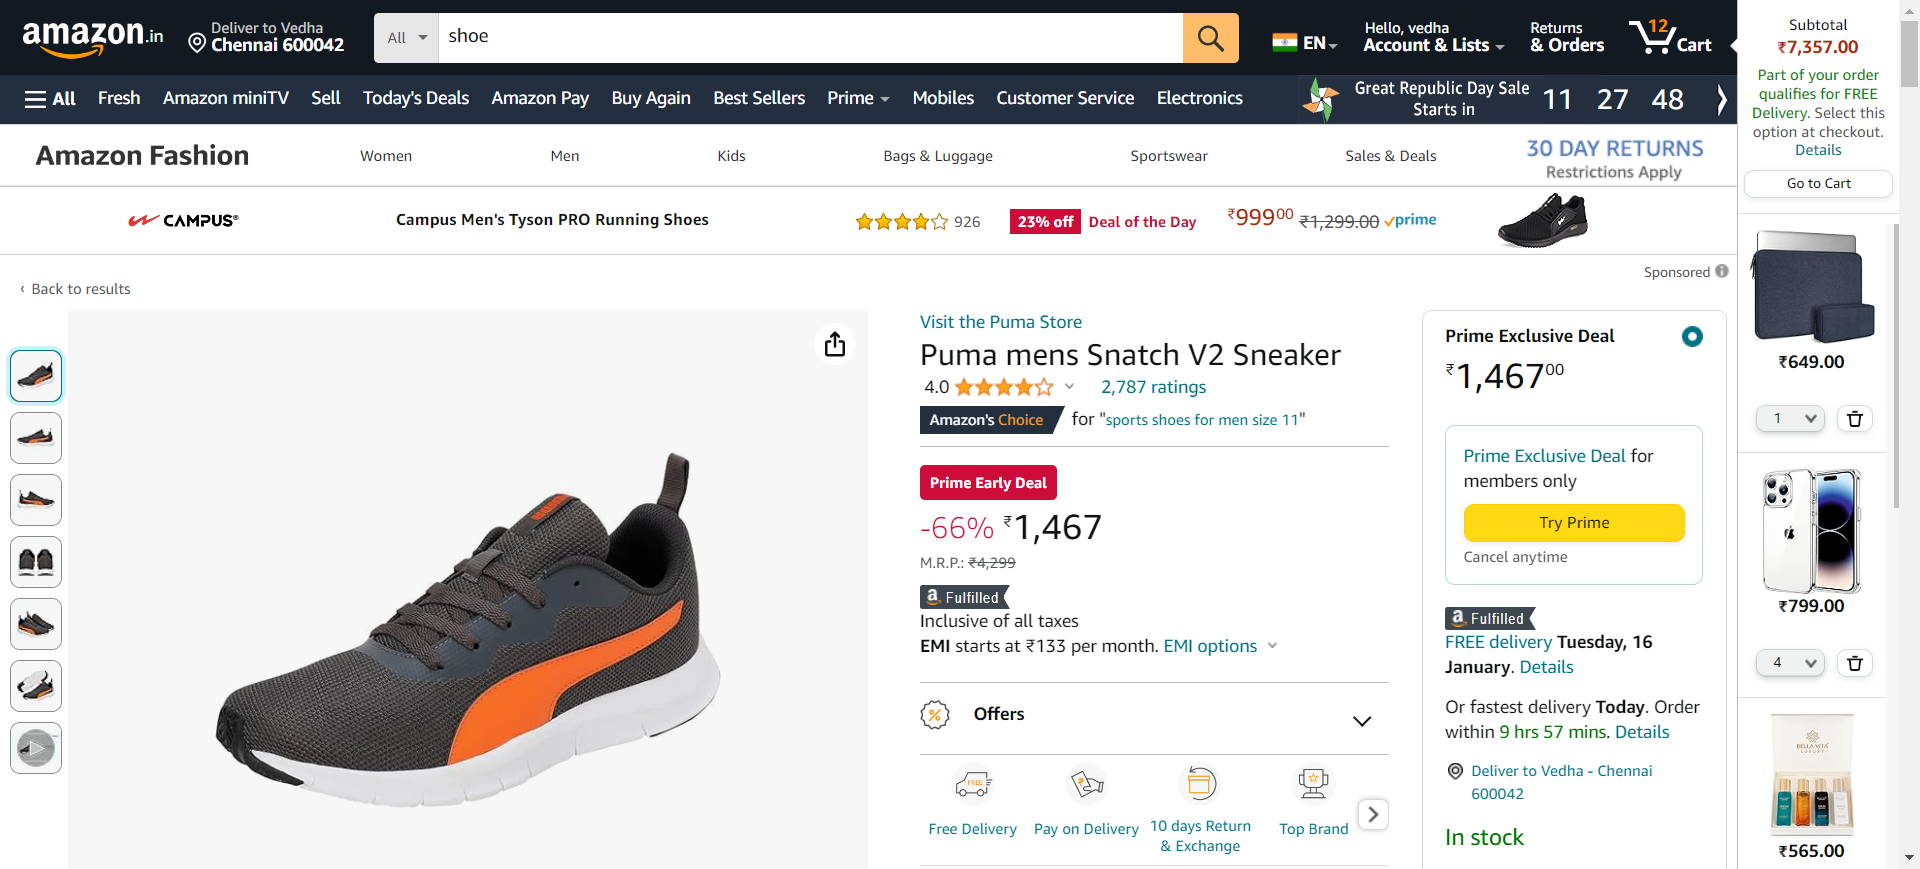 amazon.in
Deliver to Vedha
Chennai 600042
All
shoe
EN
Hello, vedha
Account & Lists
Returns
& Orders
12
Cart
All
Fresh
Amazon miniTV
Sell
Today's Deals
Amazon Pay
Buy Again
Best Sellers
Prime
Mobiles
Customer Service
Electronics
Great Republic Day Sale
Starts in
11 27 48
Amazon Fashion
Women
Men
Kids
Bags & Luggage
Sportswear
Sales & Deals
30 DAY RETURNS
Restrictions Apply
CAMPUS®
Campus Men's Tyson PRO Running Shoes
926
23% off
Deal of the Day
₹99900 ₹1,299.00 prime
Sponsored
‹ Back to results
Visit the Puma Store
Puma mens Snatch V2 Sneaker
4.0
2,787 ratings
Amazon's Choice for "sports shoes for men size 11"
Prime Early Deal
-66% ₹1,467
M.R.P.: ₹4,299
a Fulfilled
Inclusive of all taxes
EMI starts at ₹133 per month. EMI options
Offers
FREE
Free Delivery
Pay on Delivery
10 days Return
& Exchange
Top Brand
Prime Exclusive Deal
₹1,46700
Prime Exclusive Deal for
members only
Try Prime
Cancel anytime
a Fulfilled
FREE delivery Tuesday, 16
January. Details
Or fastest delivery Today. Order
within 9 hrs 57 mins. Details
Deliver to Vedha - Chennai
600042
In stock
Subtotal
₹7,357.00
Part of your order
qualifies for FREE
Delivery. Select this
option at checkout.
Details
Go to Cart
₹649.00
1
₹799.00
4
BELLA VITA
LUXURY
₹565.00